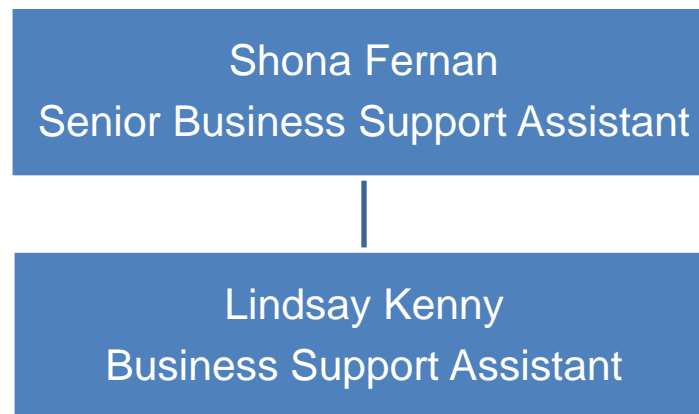 Shona Fernan
Senior Business Support Assistant
Lindsay Kenny
Business Support Assistant